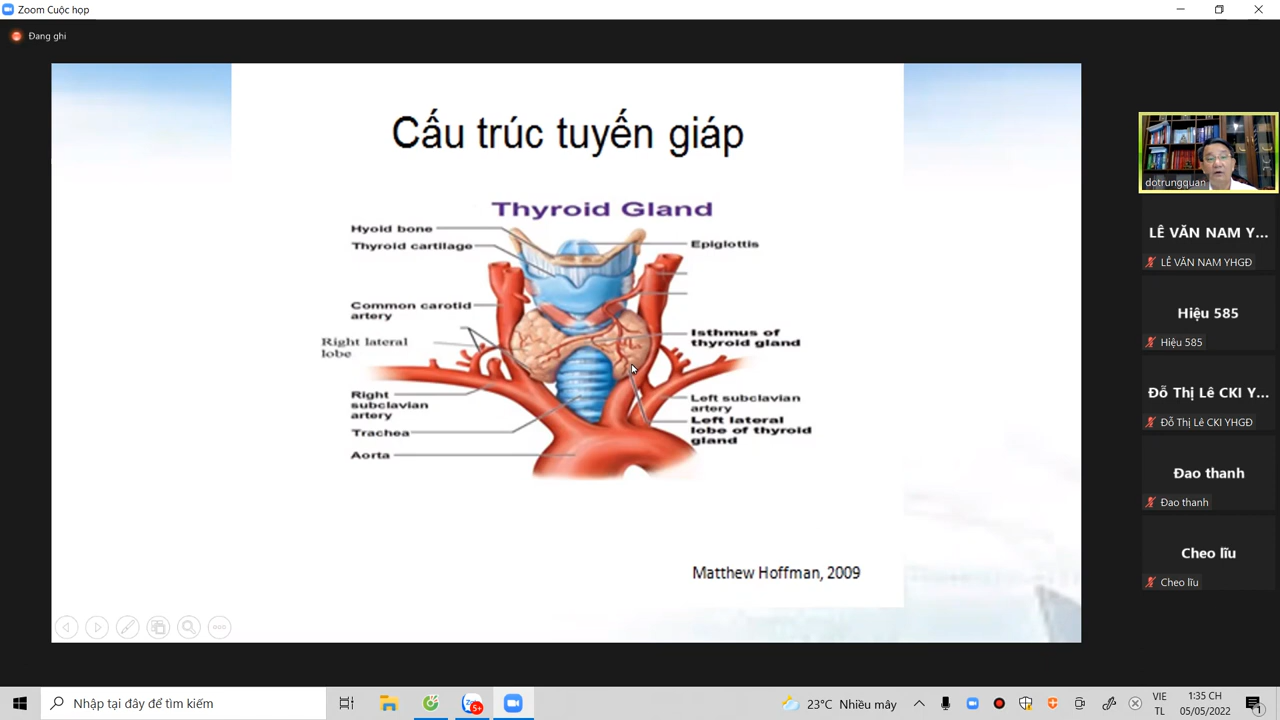 Zoom Cuộc họp
Đang ghi
Cấu trúc tuyến giáp
Thyroid Gland
Hyoid bone
Thyroid cartilage
Epiglottis
Common carotid
artery
Right lateral
lobe
Isthmus of
thyroid gland
Right
subclavian
artery
Trachea
Aorta
Left subclavian
artery
Left lateral
lobe of thyroid
gland
Matthew Hoffman, 2009
dotrungquan
LÊ VĂN NAM Y...
LÊ VĂN NAM YHGĐ
Hiệu 585
Hiệu 585
Đỗ Thị Lê CKI Y...
Đỗ Thị Lê CKI YHGĐ
Đao thanh
Đao thanh
Cheo lĩu
Cheo lĩu
Nhập tại đây để tìm kiếm
5+
23°C Nhiều mây
VIE
TL
1:35 CH
05/05/2022
1